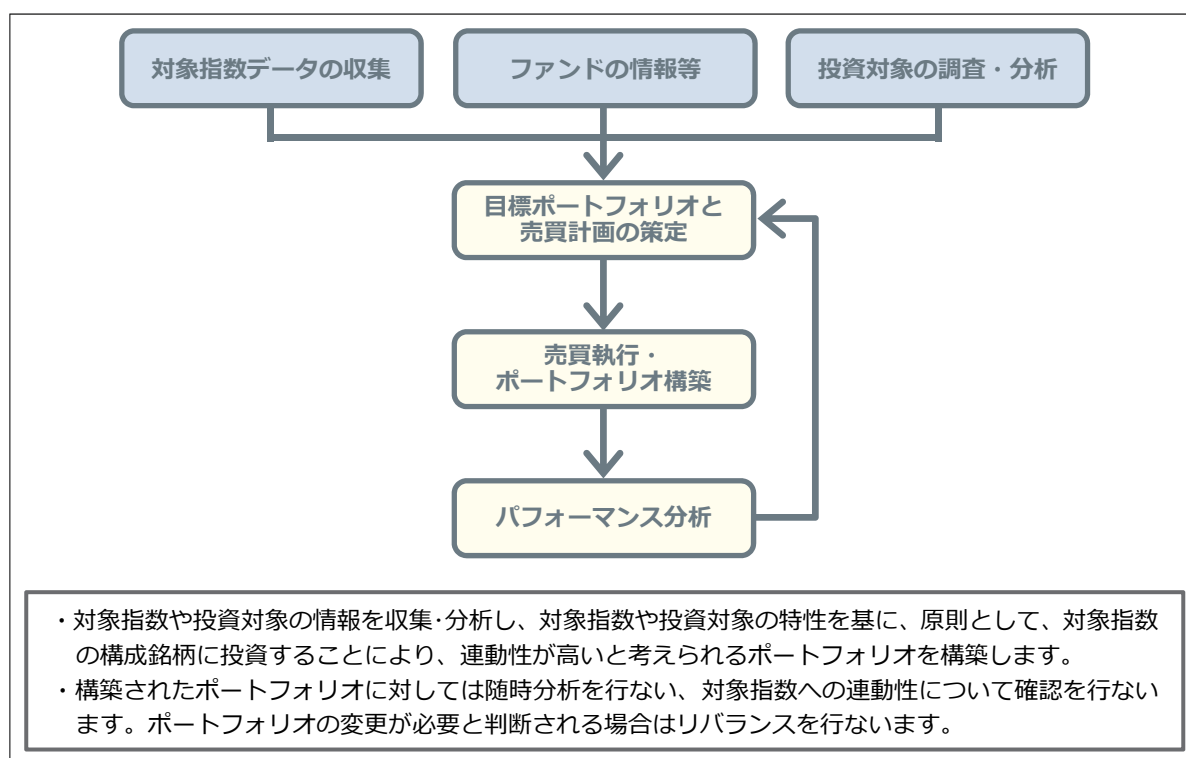 対象指数データの収集
ファンドの情報等
投資対象の調査・分析
目標ポートフォリオと
売買計画の策定
売買執行・
ポートフォリオ構築
パフォーマンス分析
・対象指数や投資対象の情報を収集･分析し、対象指数や投資対象の特性を基に、原則として、対象指数
の構成銘柄に投資することにより、連動性が高いと考えられるポートフォリオを構築します。
・構築されたポートフォリオに対しては随時分析を行ない、対象指数への連動性について確認を行ない
ます。ポートフォリオの変更が必要と判断される場合はリバランスを行ないます。